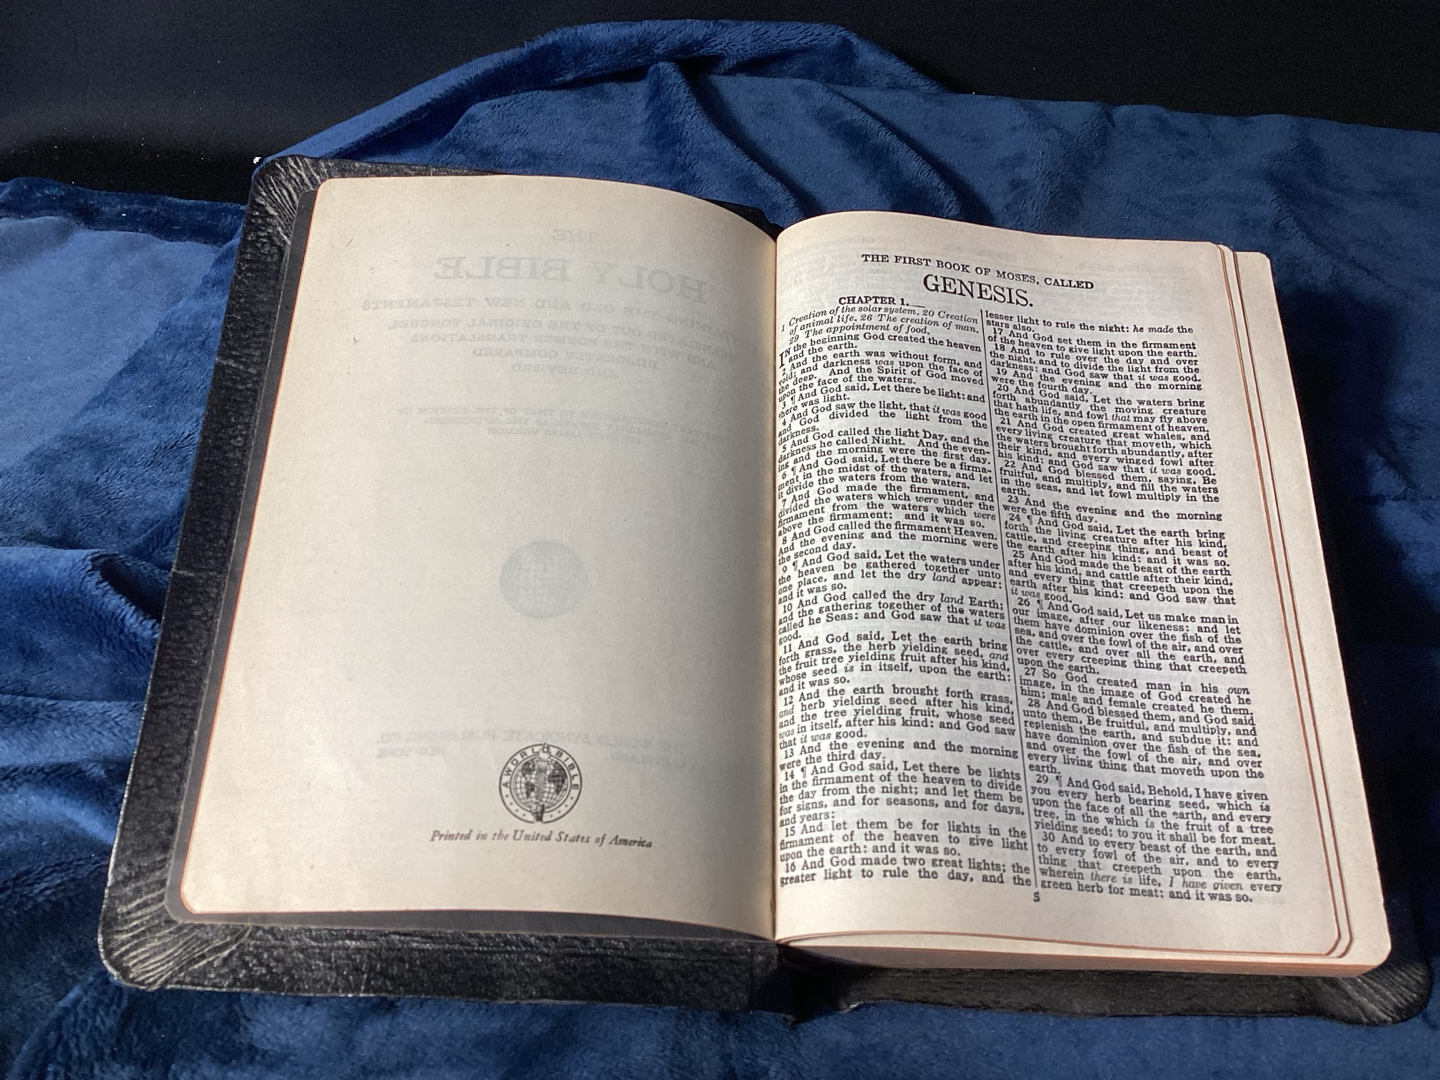 THE
HOLY BIBLE
THE OLD AND NEW TESTAMENTS
OUT OF THE ORIGINAL TONGUES,
AND WITH THE FORMER TRANSLATIONS
DILIGENTLY COMPARED
AND REVISED
THE WORLD SYNDICATE PUBLISHING CO.
A WORLD BIBLE
Printed in the United States of America
THE FIRST BOOK OF MOSES, CALLED
GENESIS.
CHAPTER 1.
1 Creation of the solar system. 20 Creation
of animal life. 26 The creation of man.
29 The appointment of food.
IN the beginning God created the heaven
and the earth.
2 And the earth was without form, and
void; and darkness was upon the face of
the deep. And the Spirit of God moved
upon the face of the waters.
3 ¶ And God said, Let there be light: and
there was light.
4 And God saw the light, that it was good
and God divided the light from the
darkness.
5 And God called the light Day, and the
darkness he called Night. And the even-
ing and the morning were the first day.
6 ¶ And God said, Let there be a firma-
ment in the midst of the waters, and let
it divide the waters from the waters.
7 And God made the firmament, and
divided the waters which were under the
firmament from the waters which were
above the firmament: and it was so.
8 And God called the firmament Heaven.
And the evening and the morning were
the second day.
9 ¶ And God said, Let the waters under
the heaven be gathered together unto
one place, and let the dry land appear:
and it was so.
10 And God called the dry land Earth;
and the gathering together of the waters
called he Seas: and God saw that it was
good.
11 And God said, Let the earth bring
forth grass, the herb yielding seed, and
the fruit tree yielding fruit after his kind,
whose seed is in itself, upon the earth:
and it was so.
12 And the earth brought forth grass,
and herb yielding seed after his kind,
and the tree yielding fruit, whose seed
was in itself, after his kind: and God saw
that it was good.
13 And the evening and the morning
were the third day.
14 ¶ And God said, Let there be lights
in the firmament of the heaven to divide
the day from the night; and let them be
for signs, and for seasons, and for days,
and years:
15 And let them be for lights in the
firmament of the heaven to give light
upon the earth: and it was so.
16 And God made two great lights; the
greater light to rule the day, and the
lesser light to rule the night: he made the
stars also.
17 And God set them in the firmament
of the heaven to give light upon the earth.
18 And to rule over the day and over
the night, and to divide the light from the
darkness: and God saw that it was good.
19 And the evening and the morning
were the fourth day.
20 And God said, Let the waters bring
forth abundantly the moving creature
that hath life, and fowl that may fly above
the earth in the open firmament of heaven.
21 And God created great whales, and
every living creature that moveth, which
the waters brought forth abundantly, after
their kind, and every winged fowl after
his kind: and God saw that it was good.
22 And God blessed them, saying, Be
fruitful, and multiply, and fill the waters
in the seas, and let fowl multiply in the
earth.
23 And the evening and the morning
were the fifth day.
24 ¶ And God said, Let the earth bring
forth the living creature after his kind,
cattle, and creeping thing, and beast of
the earth after his kind: and it was so.
25 And God made the beast of the earth
after his kind, and cattle after their kind,
and every thing that creepeth upon the
earth after his kind: and God saw that
it was good.
26 ¶ And God said, Let us make man in
our image, after our likeness: and let
them have dominion over the fish of the
sea, and over the fowl of the air, and over
the cattle, and over all the earth, and
over every creeping thing that creepeth
upon the earth.
27 So God created man in his own
image, in the image of God created he
him; male and female created he them.
28 And God blessed them, and God said
unto them, Be fruitful, and multiply, and
replenish the earth, and subdue it: and
have dominion over the fish of the sea,
and over the fowl of the air, and over
every living thing that moveth upon the
earth.
29 ¶ And God said, Behold, I have given
you every herb bearing seed, which is
upon the face of all the earth, and every
tree, in the which is the fruit of a tree
yielding seed; to you it shall be for meat.
30 And to every beast of the earth, and
to every fowl of the air, and to every
thing that creepeth upon the earth,
wherein there is life, I have given every
green herb for meat: and it was so.
5